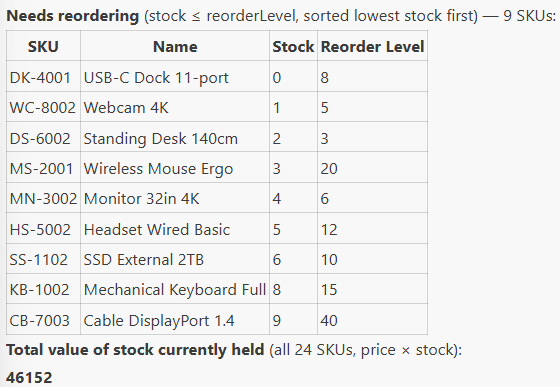 Needs reordering (stock ≤ reorderLevel, sorted lowest stock first) — 9 SKUs:
SKU Name Stock Reorder Level
DK-4001 USB-C Dock 11-port 0 8
WC-8002 Webcam 4K 1 5
DS-6002 Standing Desk 140cm 2 3
MS-2001 Wireless Mouse Ergo 3 20
MN-3002 Monitor 32in 4K 4 6
HS-5002 Headset Wired Basic 5 12
SS-1102 SSD External 2TB 6 10
KB-1002 Mechanical Keyboard Full 8 15
CB-7003 Cable DisplayPort 1.4 9 40
Total value of stock currently held (all 24 SKUs, price × stock):
46152